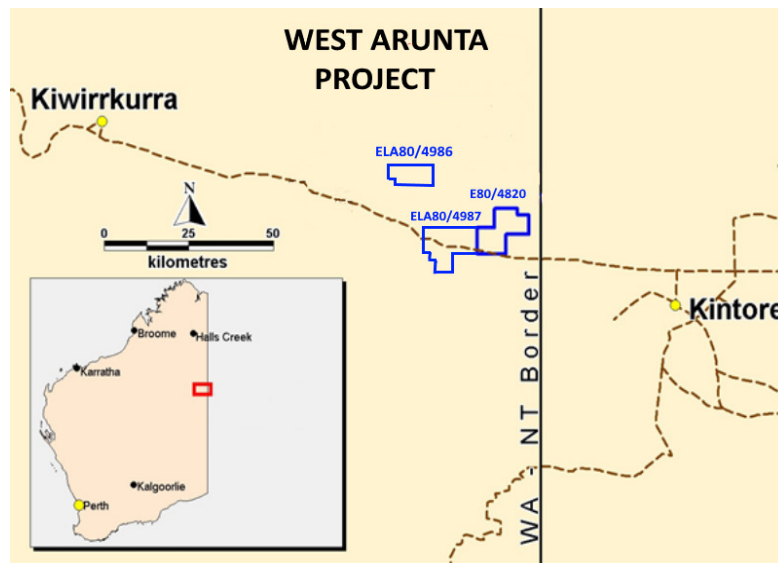 WEST ARUNTA
PROJECT
Kiwirrkurra
ELA80/4986
E80/4820
ELA80/4987
N
0 25 50
kilometres
WA - NT Border
Kintore
Broome
Halls Creek
Karratha
Kalgoorlie
Perth